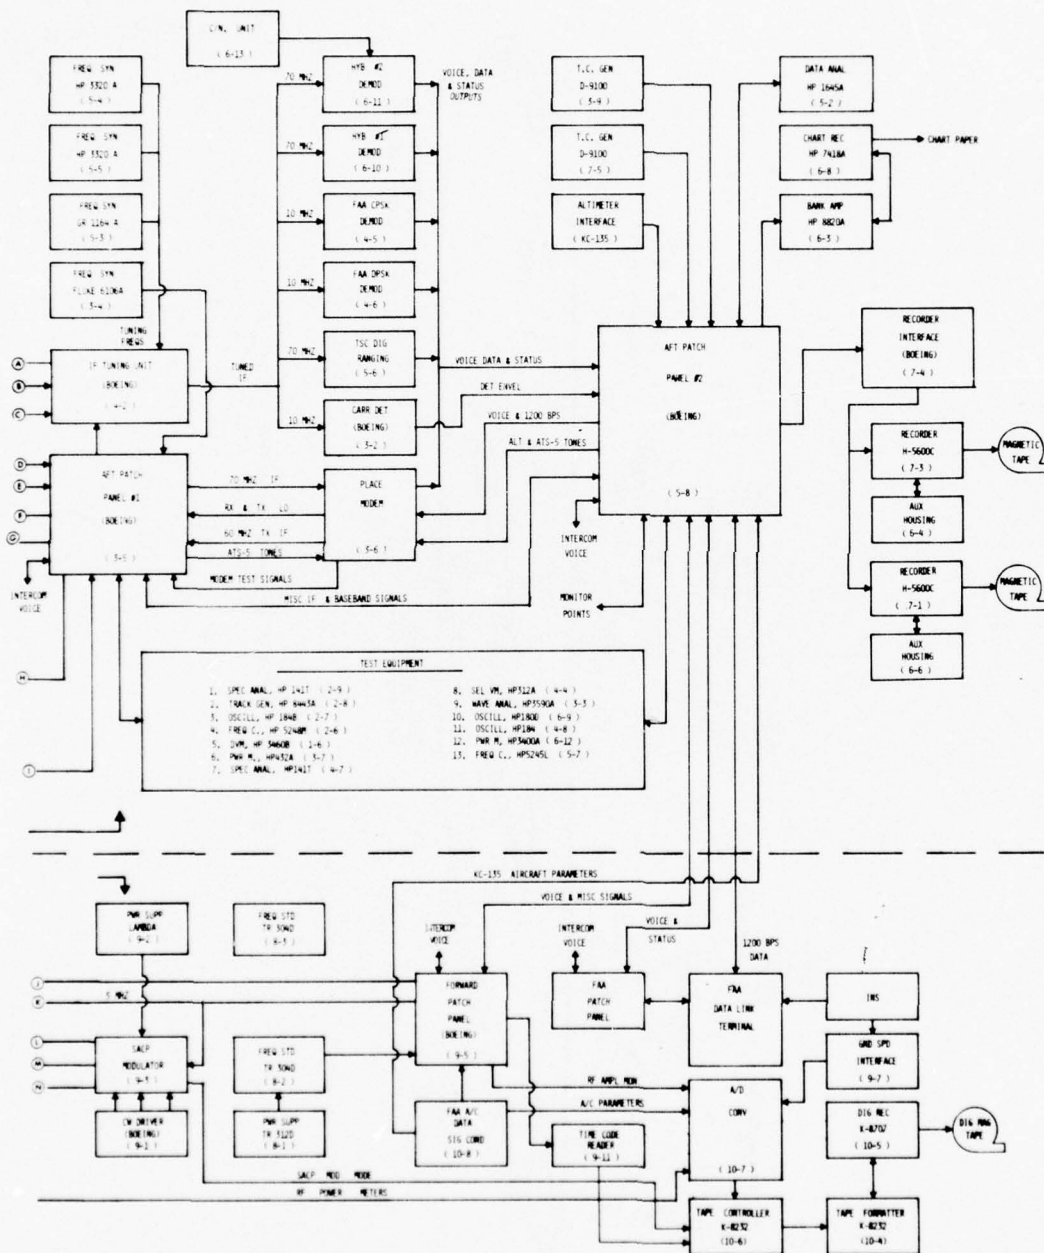 C/N. UNIT
( 6-13 )
FREQ. SYN
HP 3320 A
( 5-4 )
HYB #2
DEMOD
( 6-11 )
70 MHZ
VOICE, DATA
& STATUS
OUTPUTS
T.C. GEN
D-9100
( 3-9 )
DATA ANAL
HP 1645A
( 5-2 )
FREQ SYN
HP 3320 A
( 5-5 )
HYB #1
DEMOD
( 6-10 )
70 MHZ
T.C. GEN
D-9100
( 7-5 )
CHART REC
HP 7418A
( 6-8 )
CHART PAPER
FREQ SYN
GR 1164 A
( 5-3 )
10 MHZ
FAA CPSK
DEMOD
( 4-5 )
ALTIMETER
INTERFACE
( KC-135 )
BANK AMP
HP 8820A
( 6-3 )
FREQ SYN
FLUKE 6106A
( 3-4 )
10 MHZ
FAA DPSK
DEMOD
( 4-6 )
TUNING
FREQS
RECORDER
INTERFACE
(BOEING)
( 7-4 )
A
B
C
IF TUNING UNIT
(BOEING)
( 4-2 )
TUNED
IF
70 MHZ
TSC DIG
RANGING
( 5-6 )
VOICE DATA & STATUS
AFT PATCH
PANEL #2
(BOEING)
( 5-8 )
10 MHZ
CARR DET
(BOEING)
( 3-2 )
DET ENVEL
VOICE & 1200 BPS
ALT & ATS-5 TONES
RECORDER
H-5600C
( 7-3 )
MAGNETIC
TAPE
D
E
F
G
AFT PATCH
PANEL #1
(BOEING)
( 3-5 )
70 MHZ IF
RX & TX LO
60 MHZ TX IF
ATS-5 TONES
PLACE
MODEM
( 3-6 )
AUX
HOUSING
( 6-4 )
INTERCOM
VOICE
MODEM TEST SIGNALS
MISC IF & BASEBAND SIGNALS
INTERCOM
VOICE
MONITOR
POINTS
RECORDER
H-5600C
( 7-1 )
MAGNETIC
TAPE
AUX
HOUSING
( 6-6 )
H
TEST EQUIPMENT
1. SPEC ANAL, HP 141T ( 2-9 )
2. TRACK GEN, HP 8443A ( 2-8 )
3. OSCILL, HP 184B ( 2-7 )
4. FREQ C., HP 5248M ( 2-6 )
5. DVM, HP 3460B ( 1-6 )
6. PWR M., HP432A ( 3-7 )
7. SPEC ANAL, HP141T ( 4-7 )
8. SEL VM, HP312A ( 4-4 )
9. WAVE ANAL, HP3590A ( 3-3 )
10. OSCILL, HP180D ( 6-9 )
11. OSCILL, HP184 ( 4-8 )
12. PWR M, HP3400A ( 6-12 )
13. FREQ C., HP5245L ( 5-7 )
I
KC-135 AIRCRAFT PARAMETERS
VOICE & MISC SIGNALS
PWR SUPP
LAMBDA
( 9-2 )
FREQ STD
TR 304D
( 8-3 )
INTERCOM
VOICE
INTERCOM
VOICE
VOICE &
STATUS
1200 BPS
DATA
J
K
5 MHZ
FORWARD
PATCH
PANEL
(BOEING)
( 9-5 )
FAA
PATCH
PANEL
FAA
DATA LINK
TERMINAL
INS
L
M
N
SACP
MODULATOR
( 9-3 )
FREQ STD
TR 304D
( 8-2 )
GND SPD
INTERFACE
( 9-7 )
RF AMPL MON
A/C PARAMETERS
A/D
CONV
( 10-7 )
CW DRIVER
(BOEING)
( 9-1 )
PWR SUPP
TR 312D
( 8-1 )
FAA A/C
DATA
SIG COND
( 10-8 )
TIME CODE
READER
( 9-11 )
DIG REC
K-8707
( 10-5 )
DIG MAG
TAPE
SACP MOD MODE
RF POWER METERS
TAPE CONTROLLER
K-8232
(10-6)
TAPE FORMATTER
K-8232
(10-4)